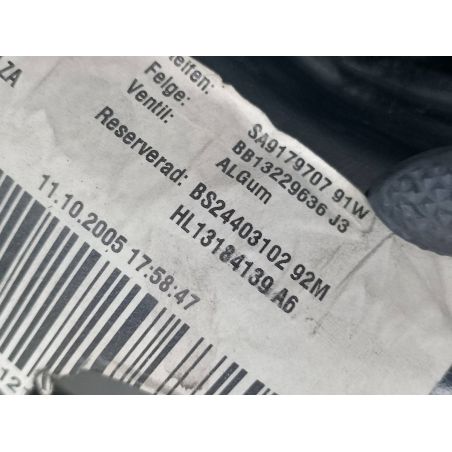 ZA
Reifen: SA9179707 91W
Felge: BB13229636 J3
Ventil: ALGum
Reserverad: BS24403102 92M
HL13184139 A6
11.10.2005 17:58:47
12